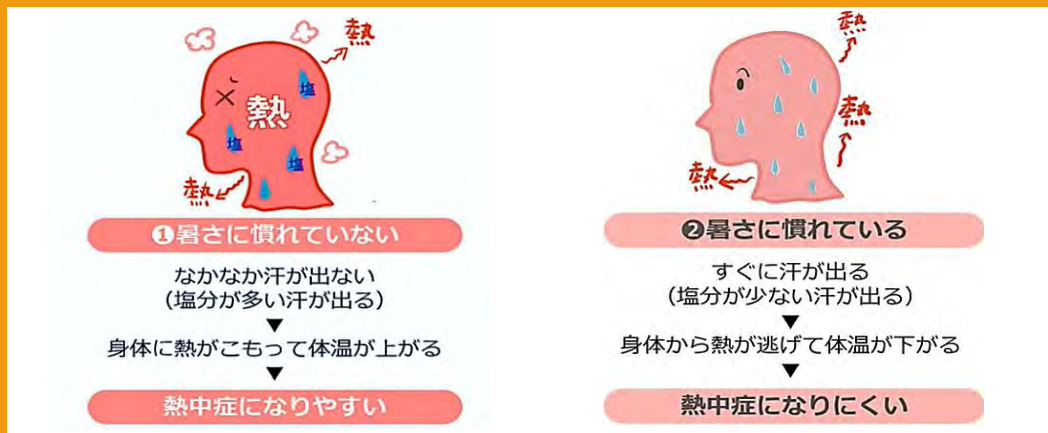 熱
熱
塩
塩
塩
熱
❶暑さに慣れていない
なかなか汗が出ない
（塩分が多い汗が出る）
▼
身体に熱がこもって体温が上がる
▼
熱中症になりやすい
熱
熱
熱
❷暑さに慣れている
すぐに汗が出る
（塩分が少ない汗が出る）
▼
身体から熱が逃げて体温が下がる
▼
熱中症になりにくい